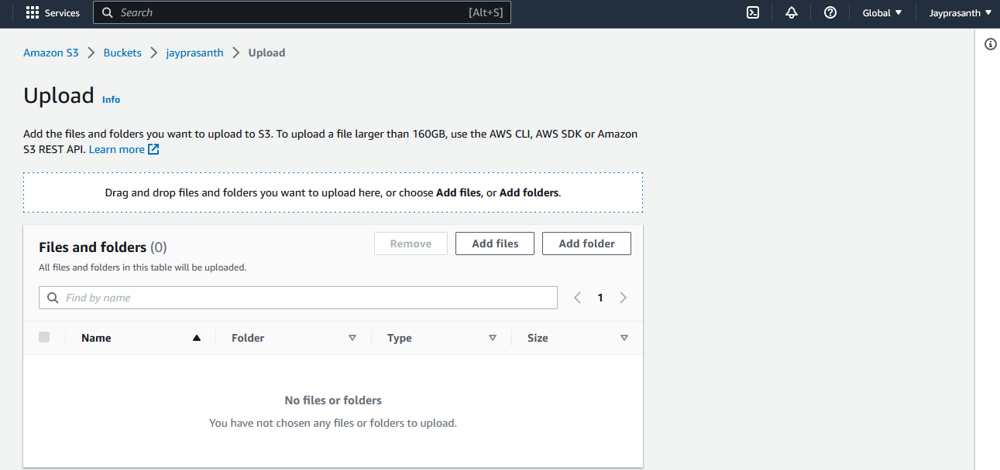 Services Search [Alt+S] Global Jayprasanth
Amazon S3 > Buckets > jayprasanth > Upload
Upload Info
Add the files and folders you want to upload to S3. To upload a file larger than 160GB, use the AWS CLI, AWS SDK or Amazon
S3 REST API. Learn more
Drag and drop files and folders you want to upload here, or choose Add files, or Add folders.
Files and folders (0) Remove Add files Add folder
All files and folders in this table will be uploaded.
Find by name 1
Name Folder Type Size
No files or folders
You have not chosen any files or folders to upload.